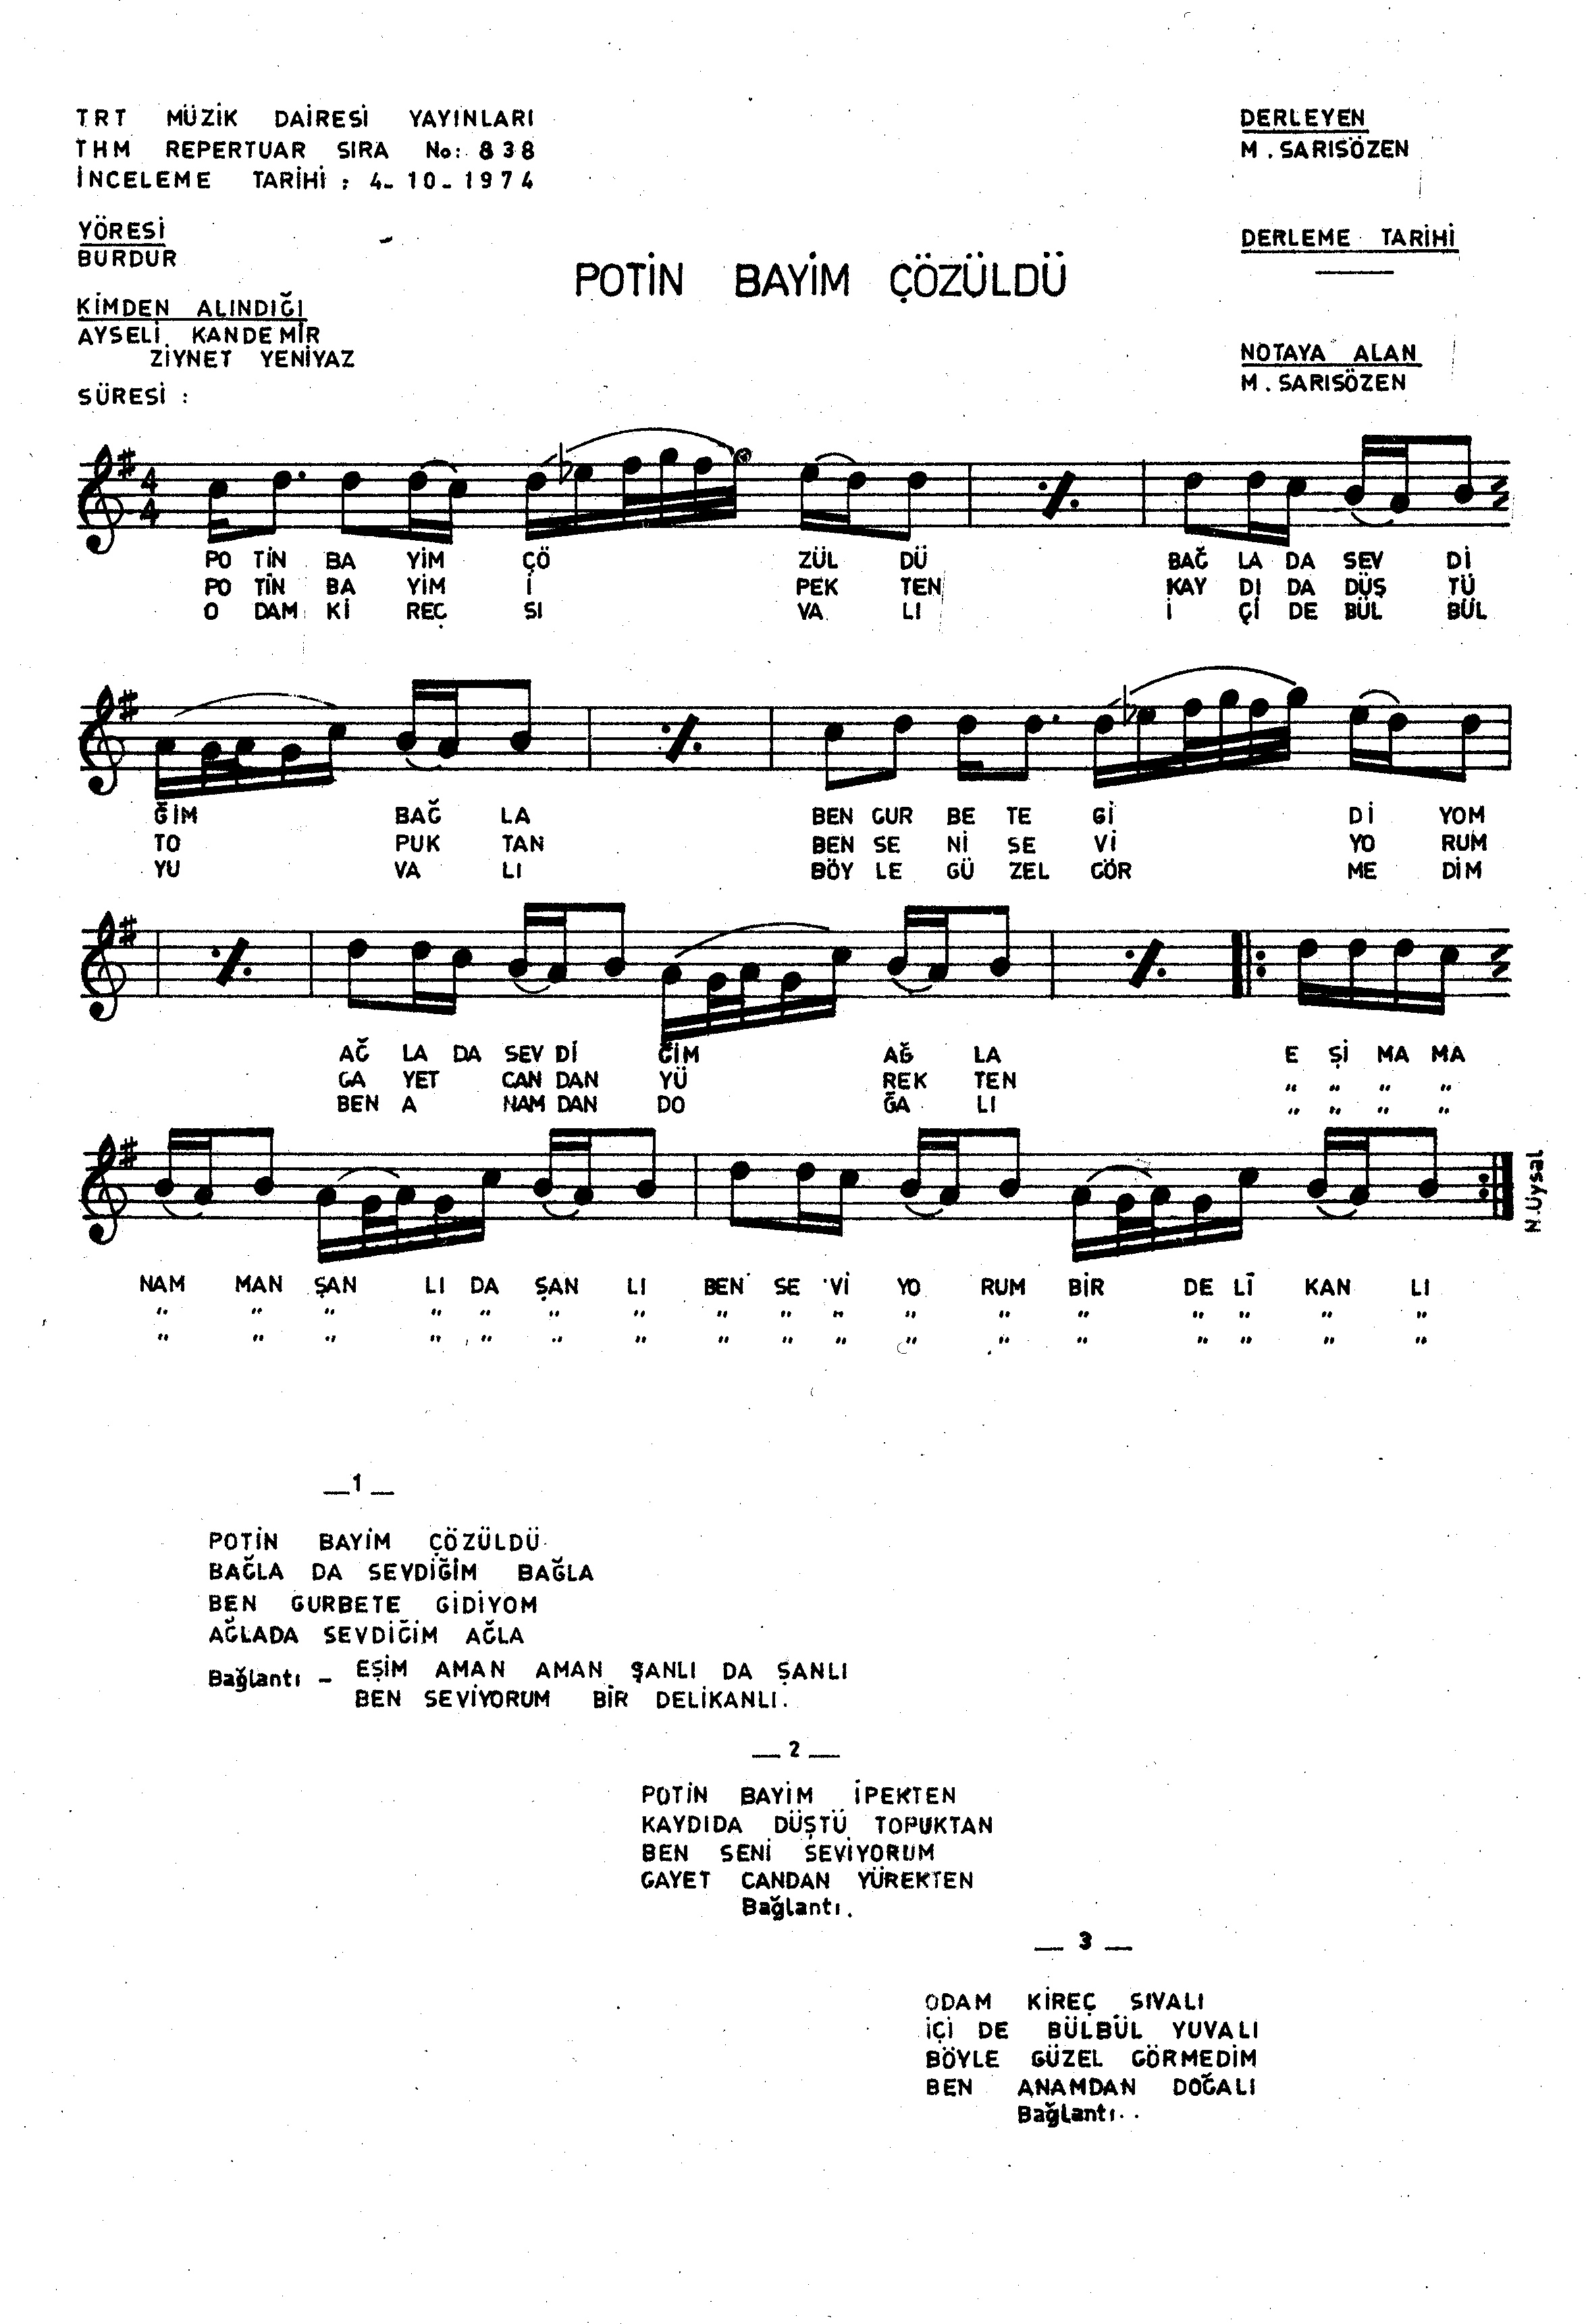 TRT MÜZİK DAİRESİ YAYINLARI
THM REPERTUAR SIRA No: 838
İNCELEME TARİHİ : 4-10-1974
DERLEYEN
M. SARISÖZEN
YÖRESİ
BURDUR
DERLEME TARİHİ
POTİN BAYİM ÇÖZÜLDÜ
KİMDEN ALINDIĞI
AYSELİ KANDEMİR
ZİYNET YENİYAZ
NOTAYA ALAN
M. SARISÖZEN
SÜRESİ :
4
4
PO TİN BA YİM ÇÖ ZÜL DÜ BAĞ LA DA SEV Dİ
PO TİN BA YİM İ PEK TEN KAY DI DA DÜŞ TÜ
O DAM Kİ REÇ SI VA LI İ Çİ DE BÜL BÜL
ĞİM BAĞ LA BEN GUR BE TE Gİ Dİ YOM
TO PUK TAN BEN SE Nİ SE Vİ YO RUM
YU VA LI BÖY LE GÜ ZEL GÖR ME DİM
AĞ LA DA SEV Dİ ĞİM AĞ LA E Şİ MA MA
GA YET CAN DAN YÜ REK TEN " " " "
BEN A NAM DAN DO ĞA LI " " " "
N.Uysal
NAM MAN ŞAN LI DA ŞAN LI BEN SE Vİ YO RUM BİR DE Lİ KAN LI
" " " " " " " " " " " " " " " " "
" " " " " " " " " " " " " " " " "
_1_
POTİN BAYİM ÇÖZÜLDÜ
BAĞLA DA SEVDİĞİM BAĞLA
BEN GURBETE GİDİYOM
AĞLADA SEVDİĞİM AĞLA
Bağlantı - EŞİM AMAN AMAN ŞANLI DA ŞANLI
BEN SEVİYORUM BİR DELİKANLI.
_2_
POTİN BAYİM İPEKTEN
KAYDIDA DÜŞTÜ TOPUKTAN
BEN SENİ SEVİYORUM
GAYET CANDAN YÜREKTEN
Bağlantı.
_3_
ODAM KİREÇ SIVALI
İÇİ DE BÜLBÜL YUVALI
BÖYLE GÜZEL GÖRMEDİM
BEN ANAMDAN DOĞALI
Bağlantı..